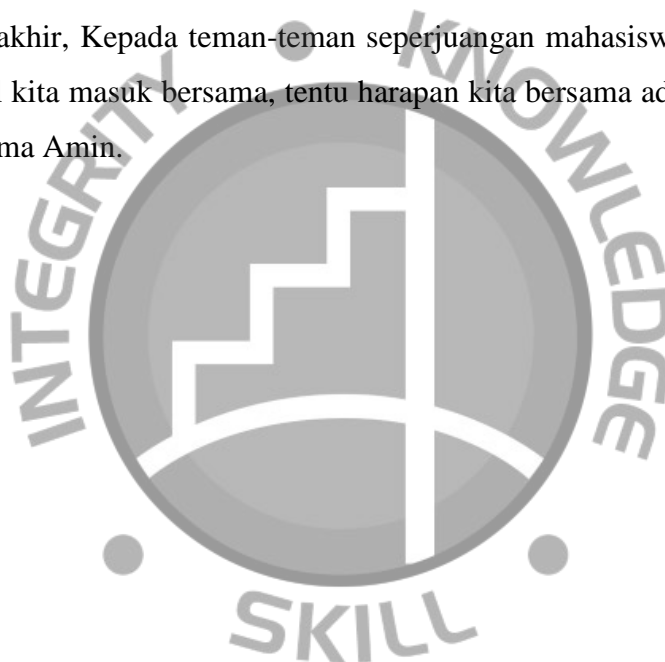 akhir, Kepada teman-teman seperjuangan mahasisw
kita masuk bersama, tentu harapan kita bersama ad
ma Amin.
INTEGRITY
KNOWLEDGE
SKILL